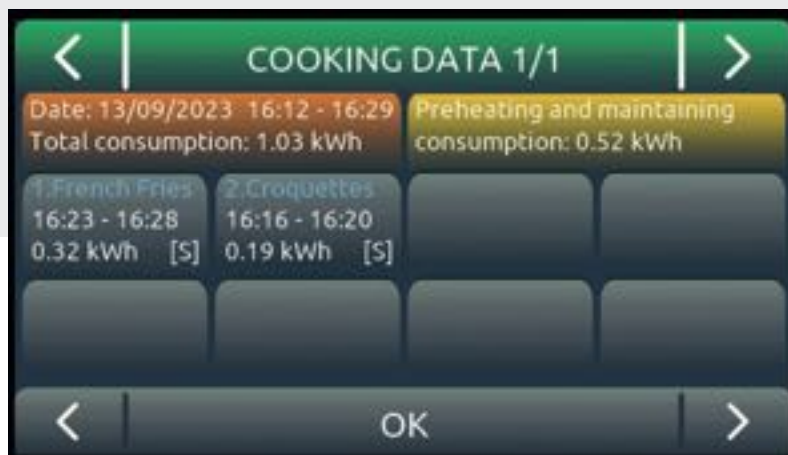 COOKING DATA 1/1
Date: 13/09/2023 16:12 - 16:29
Total consumption: 1.03 kWh
Preheating and maintaining
consumption: 0.52 kWh
1.French Fries
16:23 - 16:28
0.32 kWh [S]
2.Croquettes
16:16 - 16:20
0.19 kWh [S]
OK